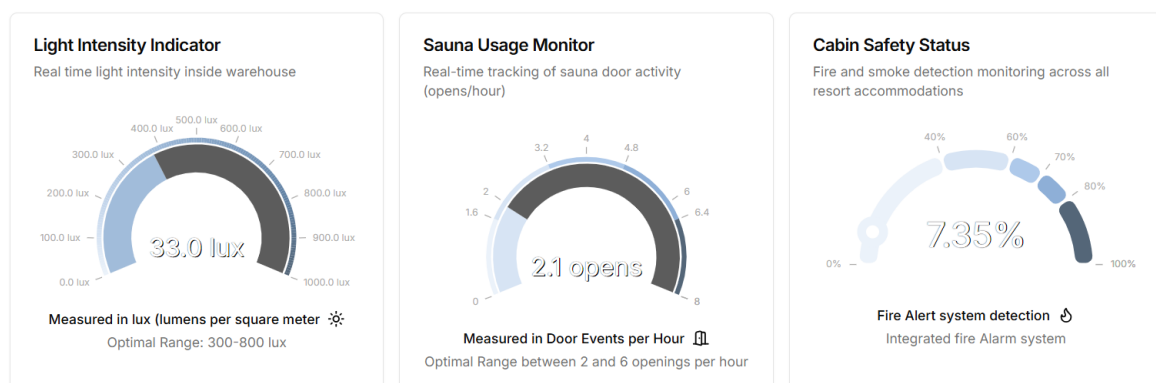 Light Intensity Indicator
Real time light intensity inside warehouse
0.0 lux
100.0 lux
200.0 lux
300.0 lux
400.0 lux
500.0 lux
600.0 lux
700.0 lux
800.0 lux
900.0 lux
1000.0 lux
33.0 lux
Measured in lux (lumens per square meter
Optimal Range: 300-800 lux
Sauna Usage Monitor
Real-time tracking of sauna door activity
(opens/hour)
0
1.6
2
3.2
4
4.8
6
6.4
8
2.1 opens
Measured in Door Events per Hour
Optimal Range between 2 and 6 openings per hour
Cabin Safety Status
Fire and smoke detection monitoring across all
resort accommodations
0%
40%
60%
70%
80%
100%
7.35%
Fire Alert system detection
Integrated fire Alarm system